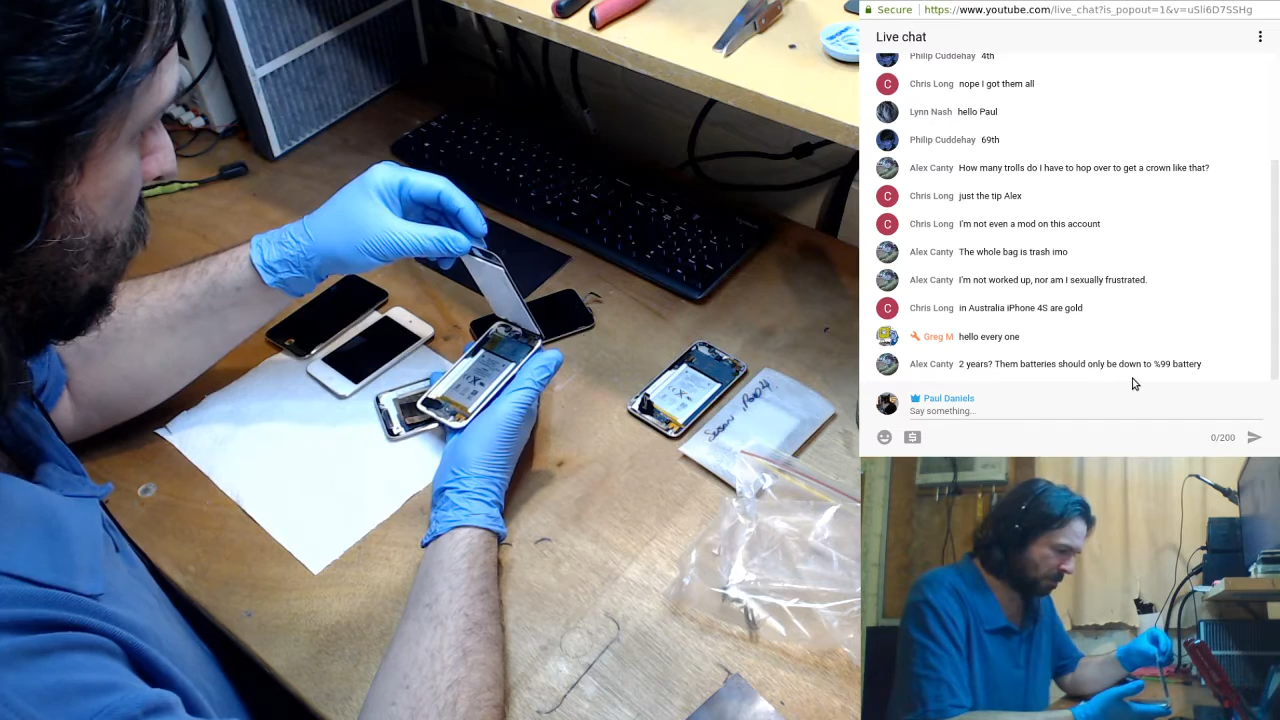 Secure https://www.youtube.com/live_chat?is_popout=1&v=uSli6D7SSHg
Live chat
Philip Cuddehay 4th
C Chris Long nope I got them all
Lynn Nash hello Paul
Philip Cuddehay 69th
Alex Canty How many trolls do I have to hop over to get a crown like that?
C Chris Long just the tip Alex
C Chris Long I'm not even a mod on this account
Alex Canty The whole bag is trash imo
Alex Canty I'm not worked up, nor am I sexually frustrated.
C Chris Long in Australia iPhone 4S are gold
Greg M hello every one
Alex Canty 2 years? Them batteries should only be down to %99 battery
Paul Daniels
Say something...
0/200
Susan iPod 4